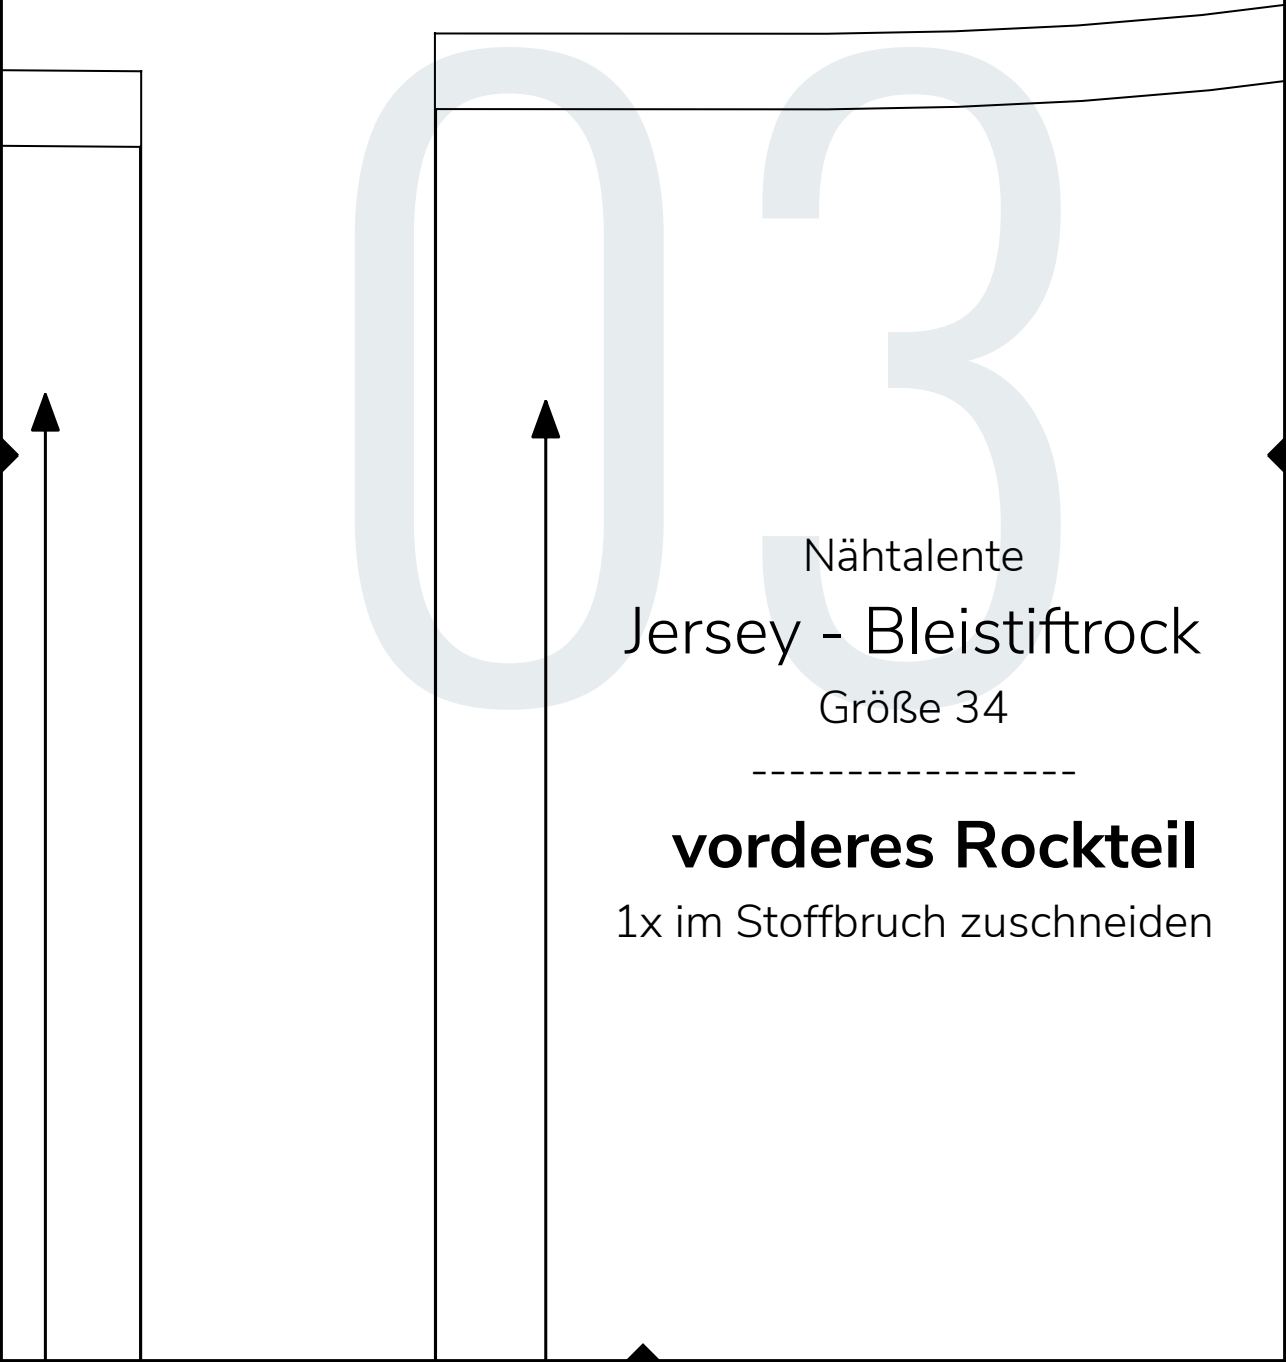 03
Nähtalente
Jersey - Bleistiftrock
Größe 34
-----------------
vorderes Rockteil
1x im Stoffbruch zuschneiden